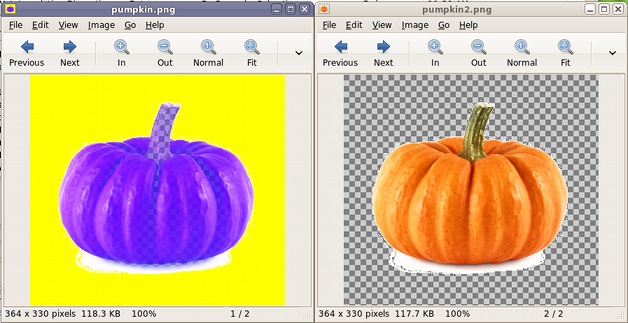 pumpkin.png
File Edit View Image Go Help
Previous Next In Out Normal Fit
364 x 330 pixels 118.3 KB 100% 1 / 2
pumpkin2.png
File Edit View Image Go Help
Previous Next In Out Normal Fit
364 x 330 pixels 117.7 KB 100% 2 / 2